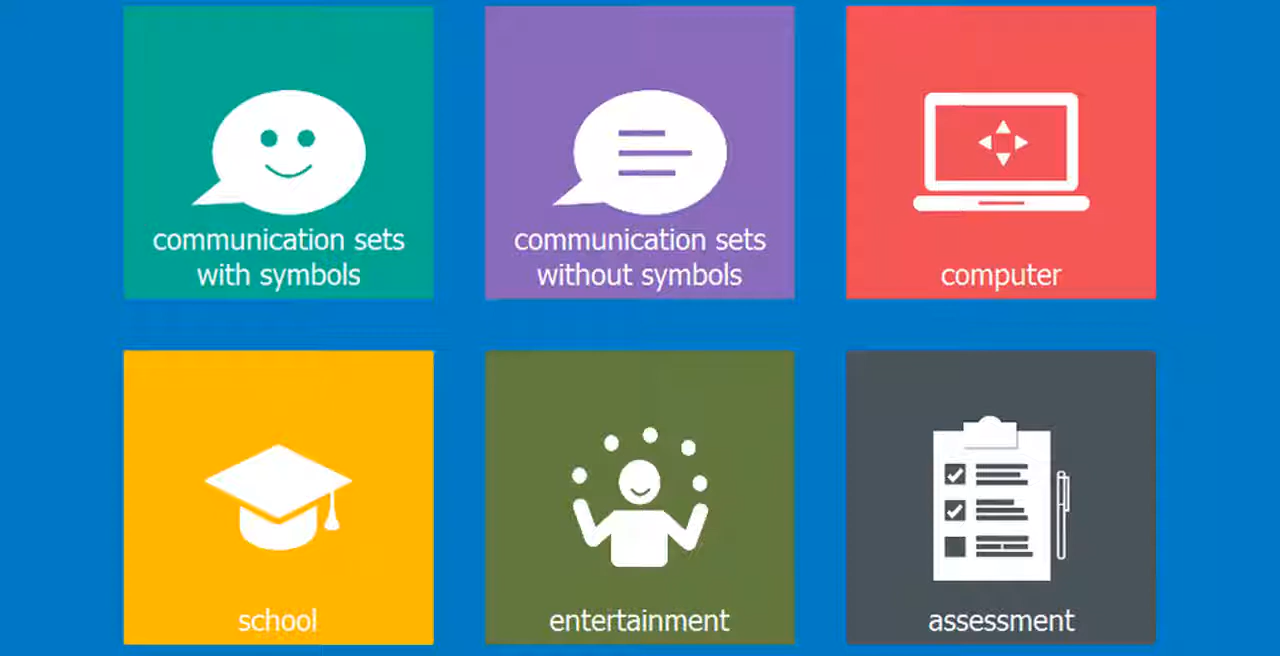 communication sets
with symbols
communication sets
without symbols
computer
school
entertainment
assessment